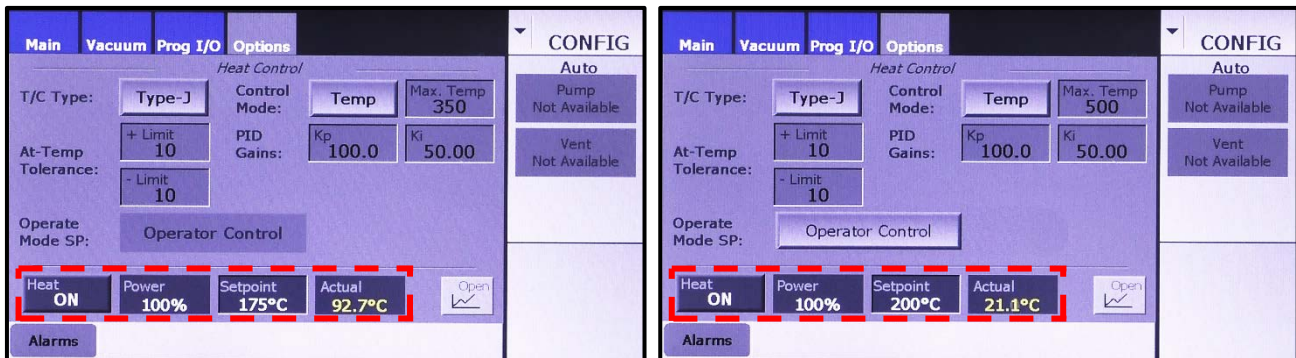 Main Vacuum Prog I/O Options
CONFIG
Heat Control
Auto
T/C Type:
Type-J
Control
Mode:
Temp
Max. Temp
350
Pump
Not Available
At-Temp
Tolerance:
+ Limit
10
PID
Gains:
Kp
100.0
Ki
50.00
Vent
Not Available
- Limit
10
Operate
Mode SP:
Operator Control
Heat
ON
Power
100%
Setpoint
175°C
Actual
92.7°C
Open
Alarms
Main Vacuum Prog I/O Options
CONFIG
Heat Control
Auto
T/C Type:
Type-J
Control
Mode:
Temp
Max. Temp
500
Pump
Not Available
At-Temp
Tolerance:
+ Limit
10
PID
Gains:
Kp
100.0
Ki
50.00
Vent
Not Available
- Limit
10
Operate
Mode SP:
Operator Control
Heat
ON
Power
100%
Setpoint
200°C
Actual
21.1°C
Open
Alarms